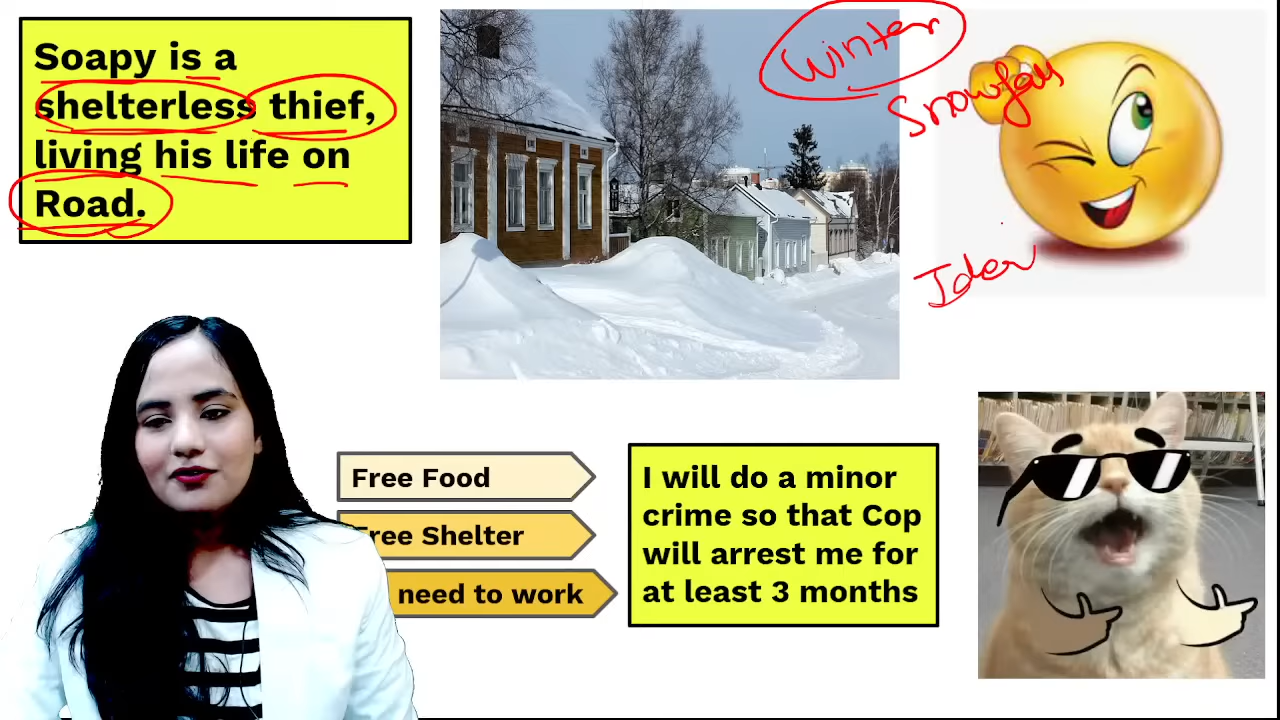 Soapy is a
shelterless thief,
living his life on
Road.
Winter
Snowfall
Idea
Free Food
Free Shelter
need to work
I will do a minor
crime so that Cop
will arrest me for
at least 3 months